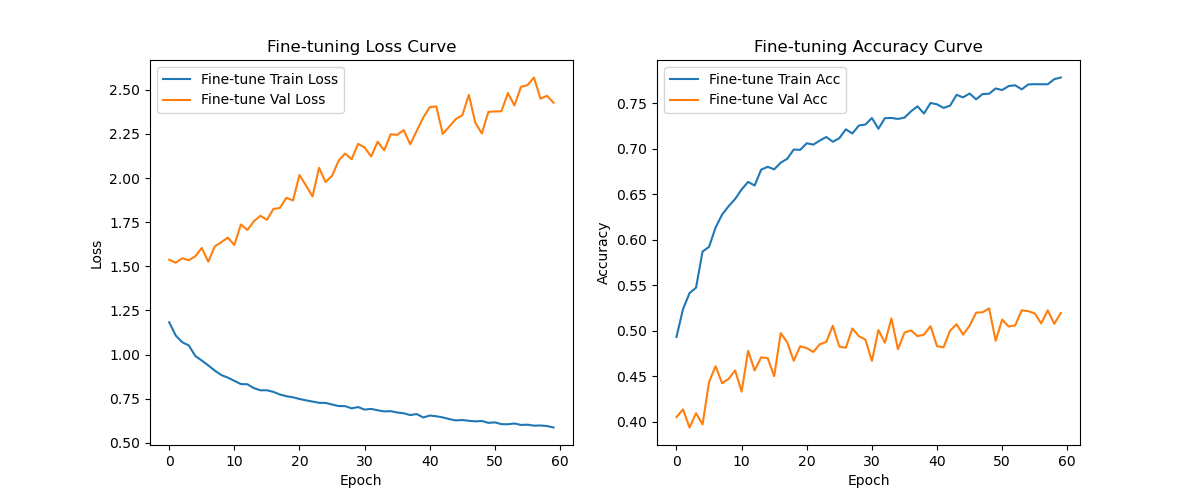 Fine-tuning Loss Curve
Fine-tune Train Loss
Fine-tune Val Loss
2.50
2.25
2.00
1.75
1.50
1.25
1.00
0.75
0.50
Loss
0 10 20 30 40 50 60
Epoch
Fine-tuning Accuracy Curve
Fine-tune Train Acc
Fine-tune Val Acc
0.75
0.70
0.65
0.60
0.55
0.50
0.45
0.40
Accuracy
0 10 20 30 40 50 60
Epoch